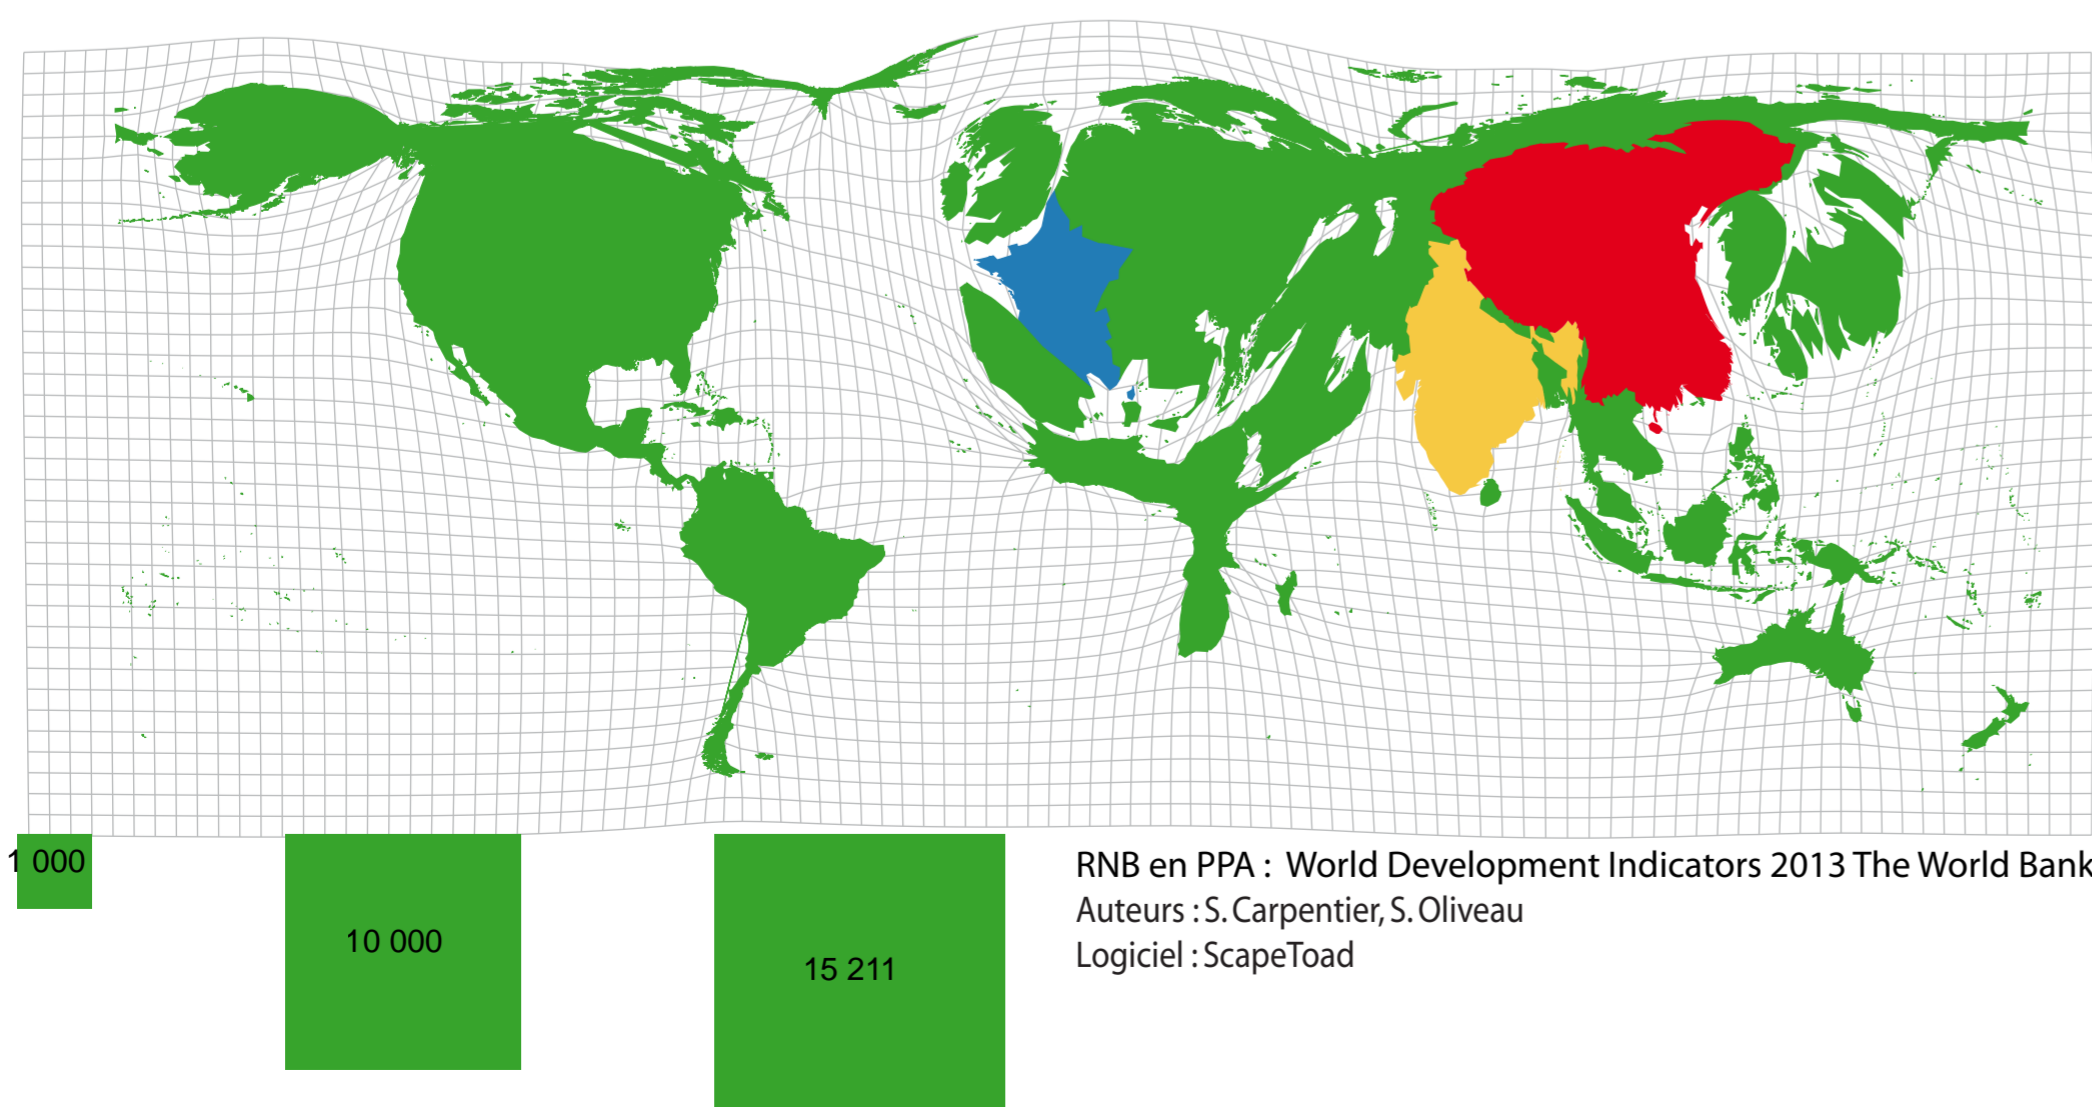 1 000
10 000
15 211
RNB en PPA : World Development Indicators 2013 The World Bank
Auteurs : S. Carpentier, S. Oliveau
Logiciel : ScapeToad